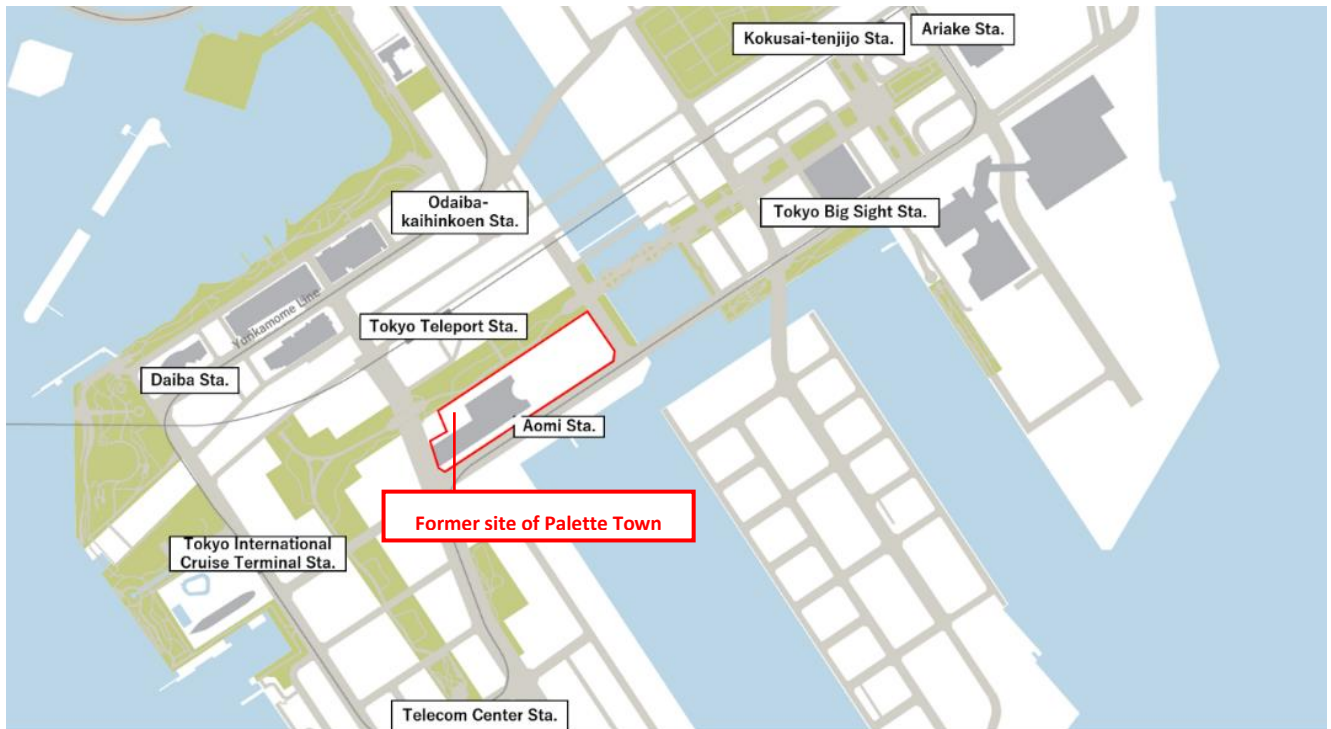 Kokusai-tenjijo Sta.
Ariake Sta.
Odaiba-
kaihinkoen Sta.
Tokyo Big Sight Sta.
Yurikamome Line
Tokyo Teleport Sta.
Daiba Sta.
Aomi Sta.
Former site of Palette Town
Tokyo International
Cruise Terminal Sta.
Telecom Center Sta.